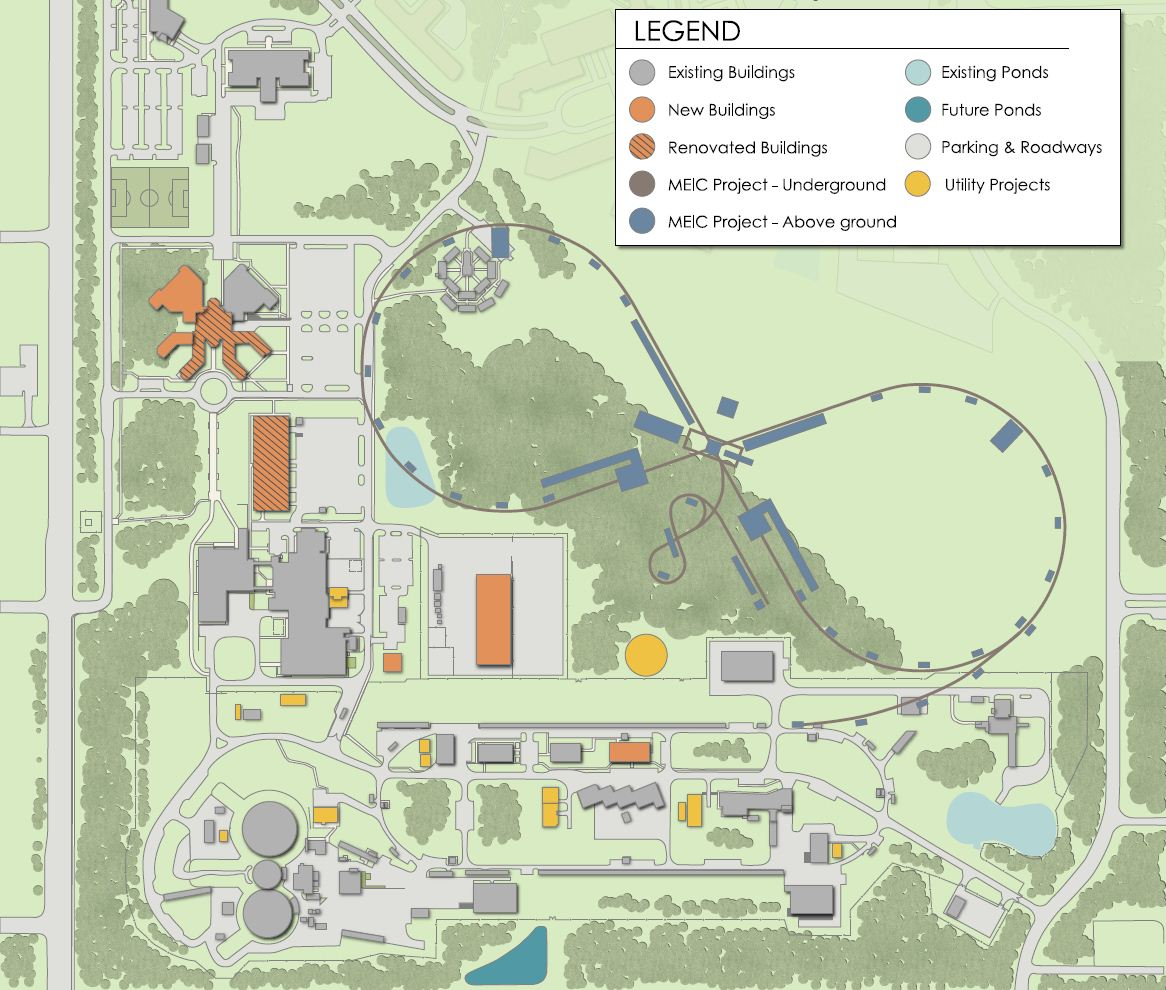 LEGEND
Existing Buildings
New Buildings
Renovated Buildings
MEIC Project - Underground
MEIC Project - Above ground
Existing Ponds
Future Ponds
Parking & Roadways
Utility Projects